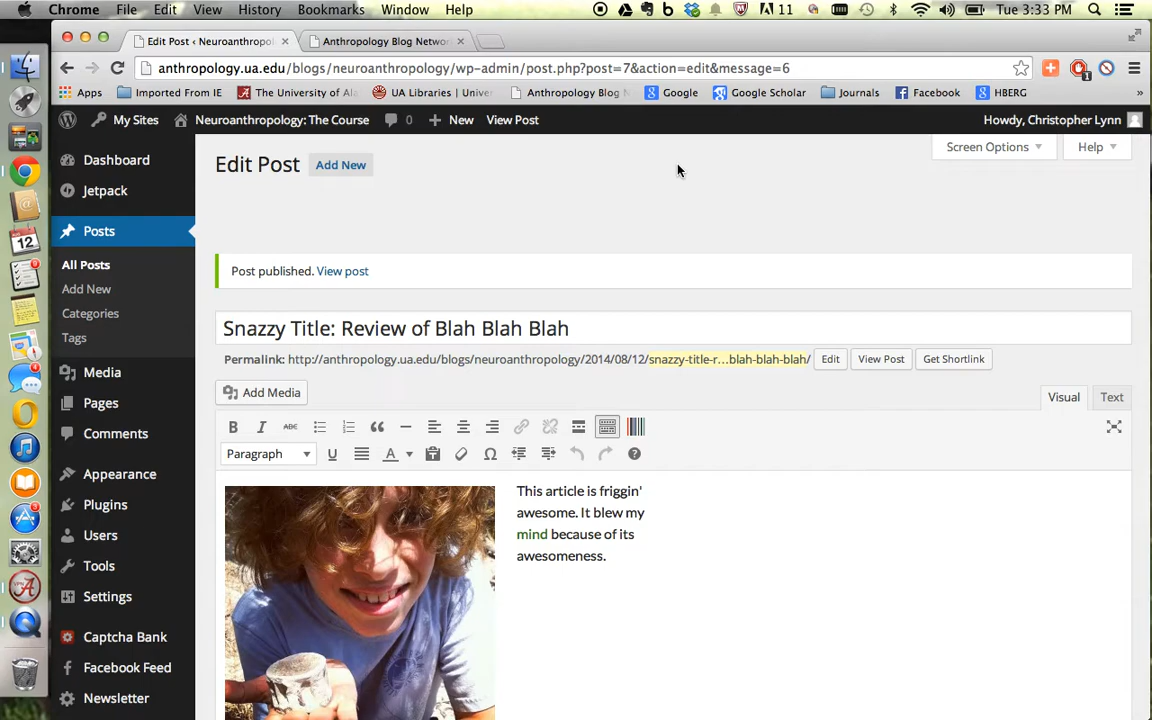 Chrome File Edit View History Bookmarks Window Help 11 Tue 3:33 PM
Edit Post ‹ Neuroanthropol × Anthropology Blog Networ ×
anthropology.ua.edu/blogs/neuroanthropology/wp-admin/post.php?post=7&action=edit&message=6
Apps Imported From IE The University of Ala UA Libraries | Univer Anthropology Blog N Google Google Scholar Journals Facebook HBERG »
My Sites Neuroanthropology: The Course 0 New View Post Howdy, Christopher Lynn
Dashboard
Jetpack
Posts
All Posts
Add New
Categories
Tags
Media
Pages
Comments
Appearance
Plugins
Users
Tools
Settings
Captcha Bank
Facebook Feed
Newsletter
Edit Post Add New
Screen Options Help
Post published. View post
Snazzy Title: Review of Blah Blah Blah
Permalink: http://anthropology.ua.edu/blogs/neuroanthropology/2014/08/12/snazzy-title-r...blah-blah-blah/ Edit View Post Get Shortlink
Add Media
Visual Text
B I ABC
Paragraph U A Ω
This article is friggin'
awesome. It blew my
mind because of its
awesomeness.